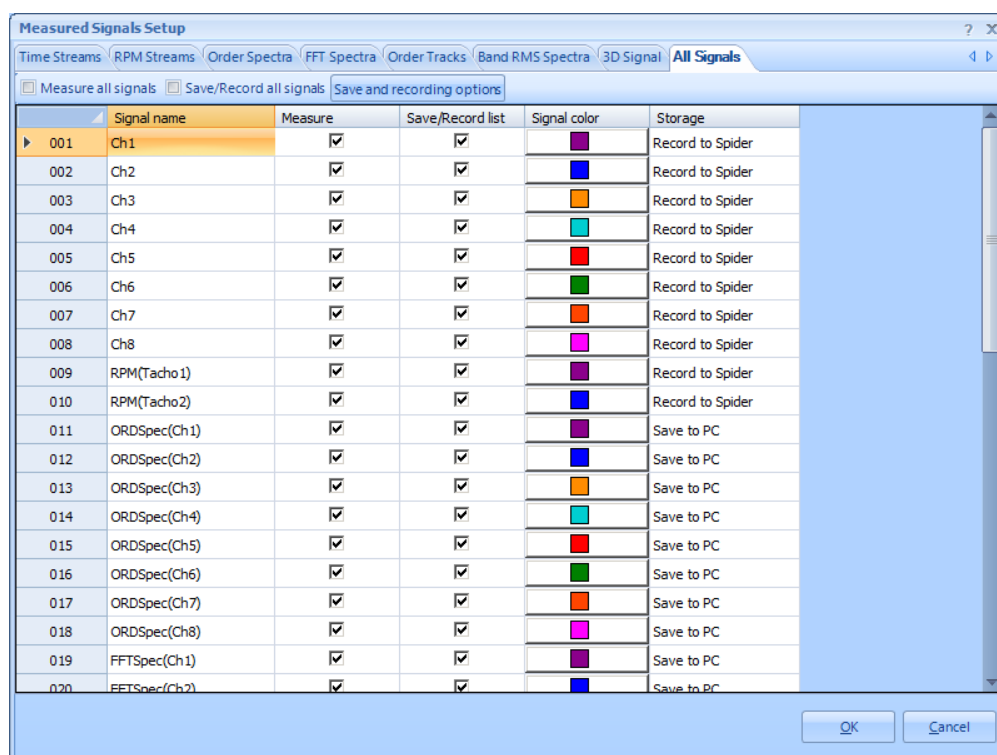 Measured Signals Setup ? X
Time Streams RPM Streams Order Spectra FFT Spectra Order Tracks Band RMS Spectra 3D Signal All Signals
Measure all signals Save/Record all signals Save and recording options
Signal name Measure Save/Record list Signal color Storage
001 Ch1 Record to Spider
002 Ch2 Record to Spider
003 Ch3 Record to Spider
004 Ch4 Record to Spider
005 Ch5 Record to Spider
006 Ch6 Record to Spider
007 Ch7 Record to Spider
008 Ch8 Record to Spider
009 RPM(Tacho1) Record to Spider
010 RPM(Tacho2) Record to Spider
011 ORDSpec(Ch1) Save to PC
012 ORDSpec(Ch2) Save to PC
013 ORDSpec(Ch3) Save to PC
014 ORDSpec(Ch4) Save to PC
015 ORDSpec(Ch5) Save to PC
016 ORDSpec(Ch6) Save to PC
017 ORDSpec(Ch7) Save to PC
018 ORDSpec(Ch8) Save to PC
019 FFTSpec(Ch1) Save to PC
020 FFTSpec(Ch2) Save to PC
OK Cancel